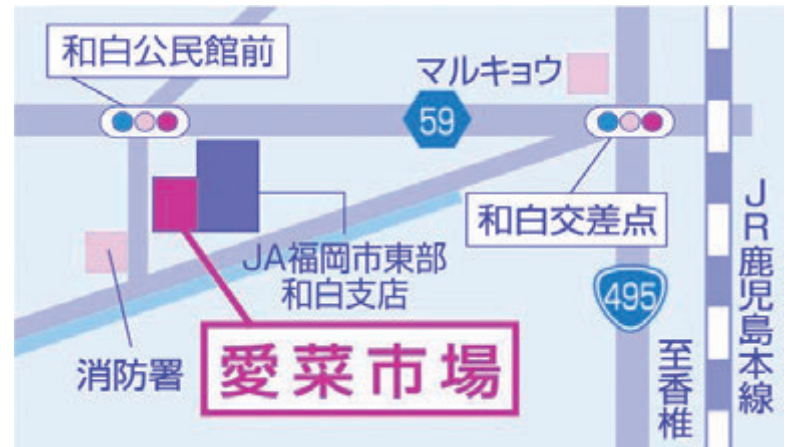 和白公民館前
マルキョウ
59
和白交差点
JA福岡市東部
和白支店
495
消防署
愛菜市場
至香椎
JR鹿児島本線